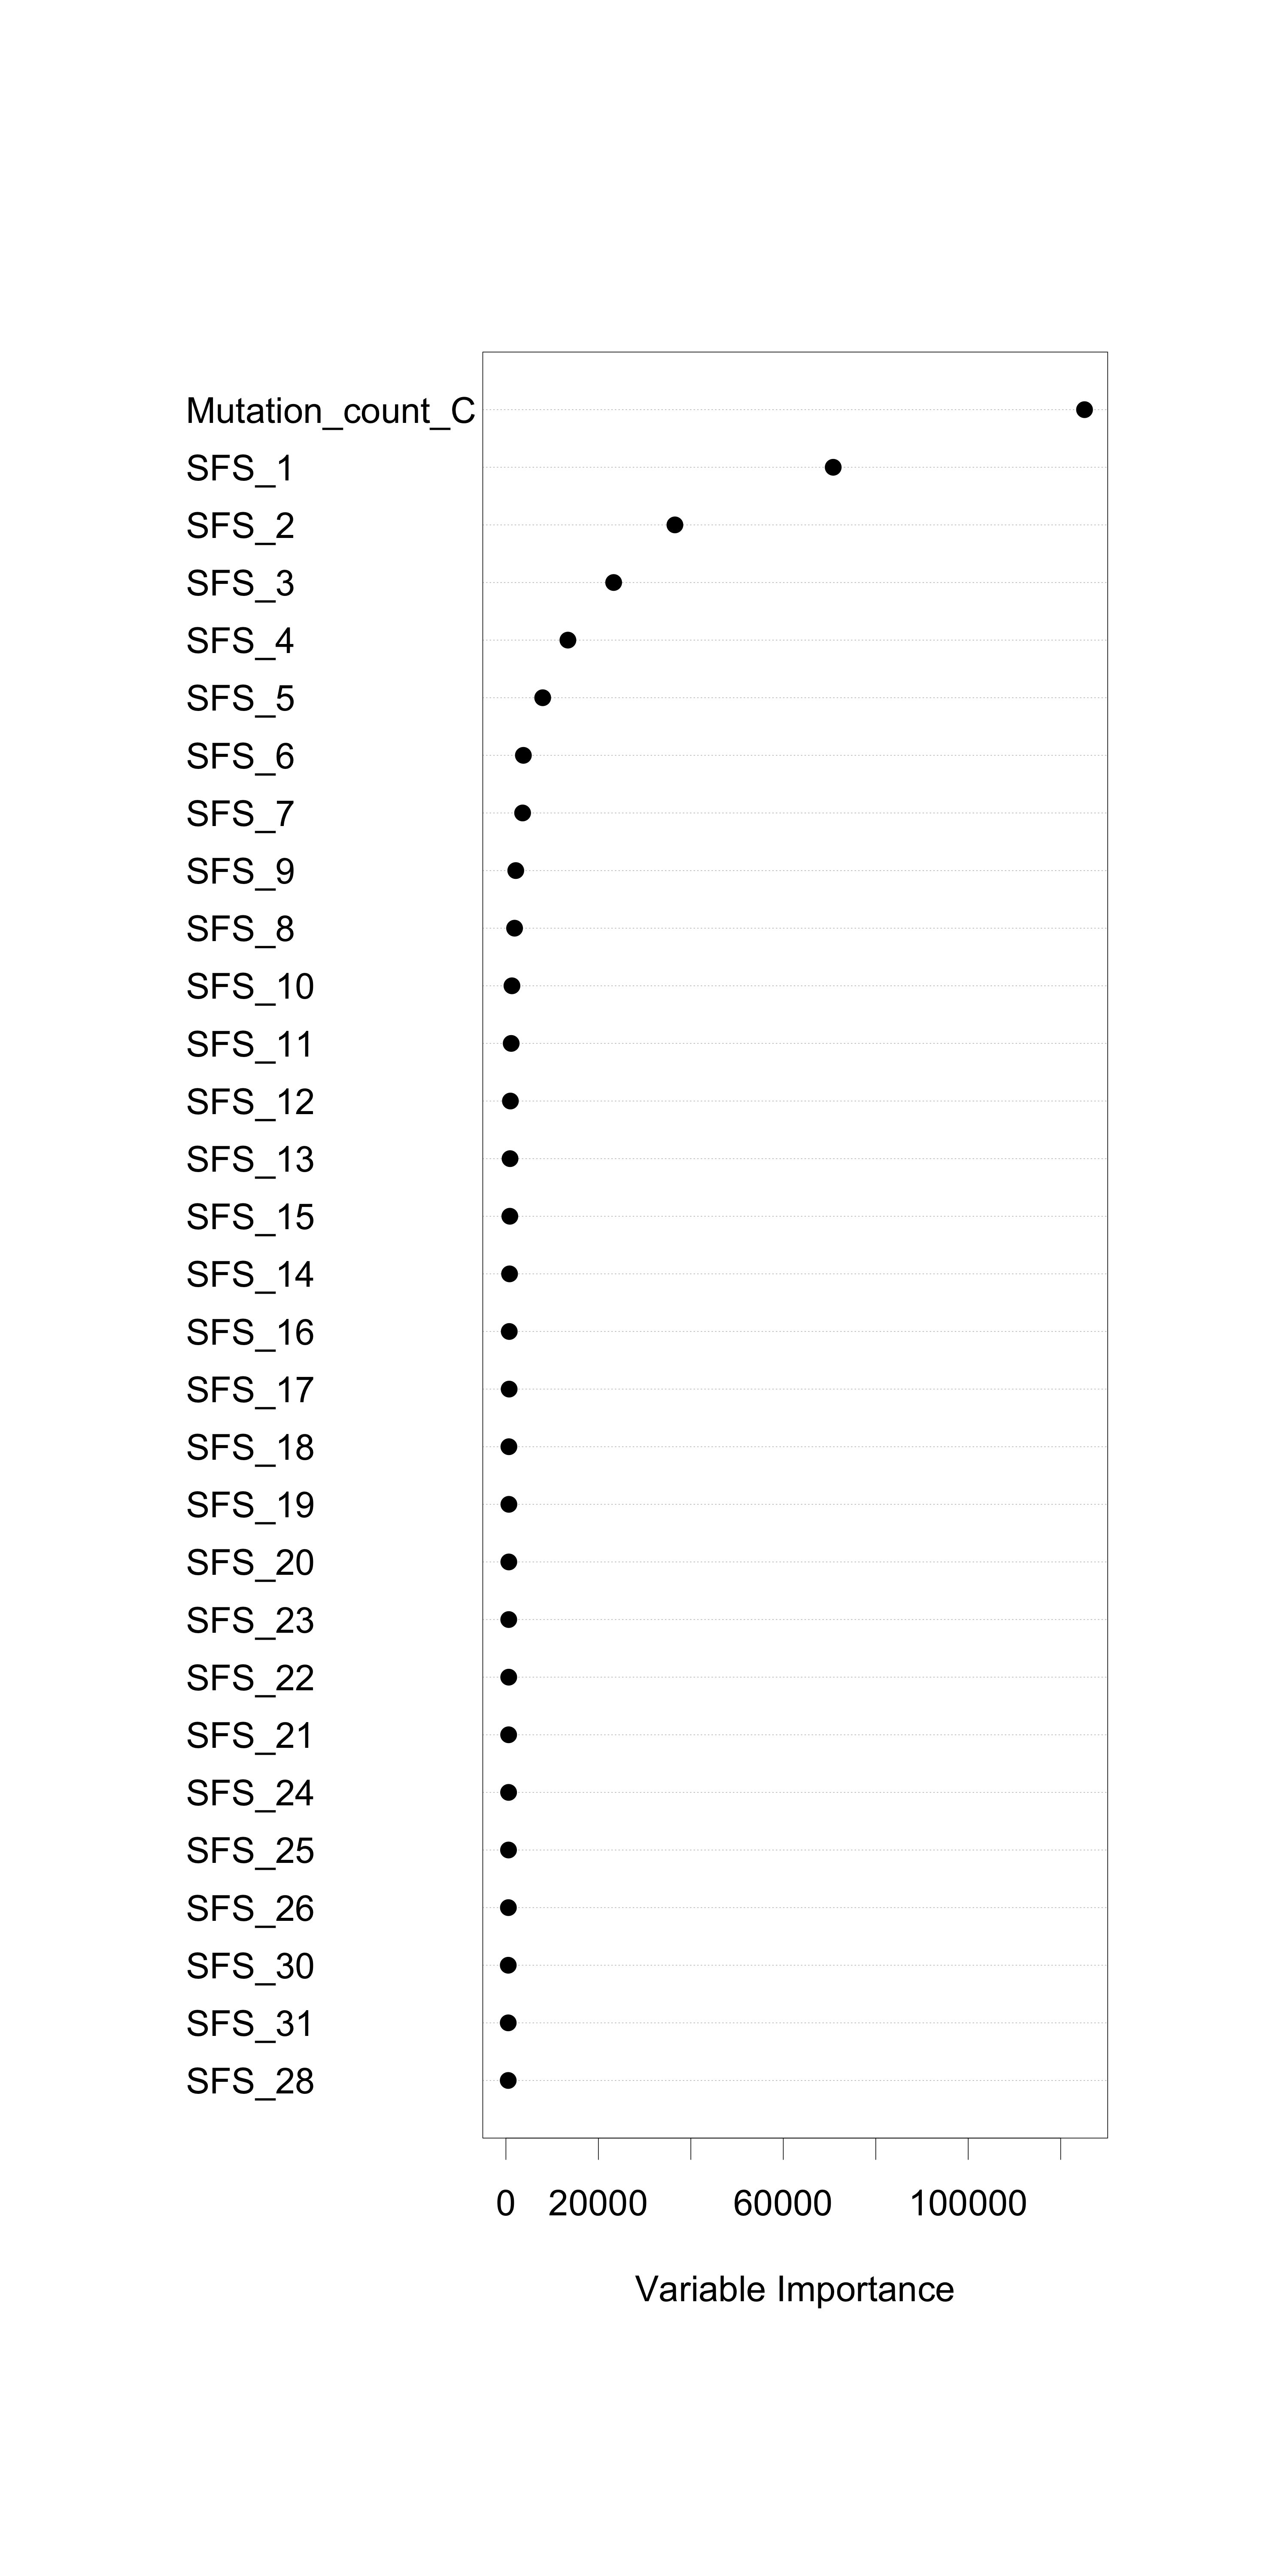 Mutation_count_C
SFS_1
SFS_2
SFS_3
SFS_4
SFS_5
SFS_6
SFS_7
SFS_9
SFS_8
SFS_10
SFS_11
SFS_12
SFS_13
SFS_15
SFS_14
SFS_16
SFS_17
SFS_18
SFS_19
SFS_20
SFS_23
SFS_22
SFS_21
SFS_24
SFS_25
SFS_26
SFS_30
SFS_31
SFS_28
0 20000 60000 100000
Variable Importance